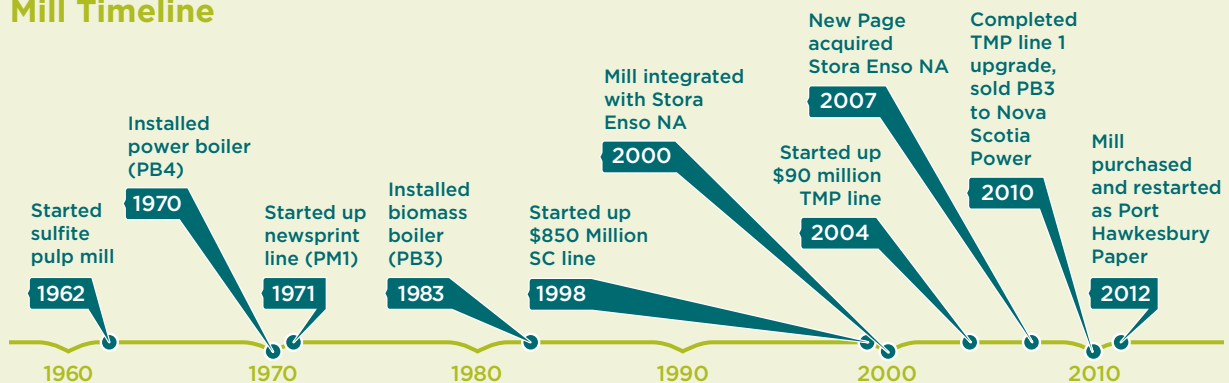 Mill Timeline
Started
sulfite
pulp mill
1962
Installed
power boiler
(PB4)
1970
Started up
newsprint
line (PM1)
1971
Installed
biomass
boiler
(PB3)
1983
Started up
$850 Million
SC line
1998
Mill integrated
with Stora
Enso NA
2000
Started up
$90 million
TMP line
2004
New Page
acquired
Stora Enso NA
2007
Completed
TMP line 1
upgrade,
sold PB3
to Nova
Scotia
Power
2010
Mill
purchased
and restarted
as Port
Hawkesbury
Paper
2012
1960
1970
1980
1990
2000
2010